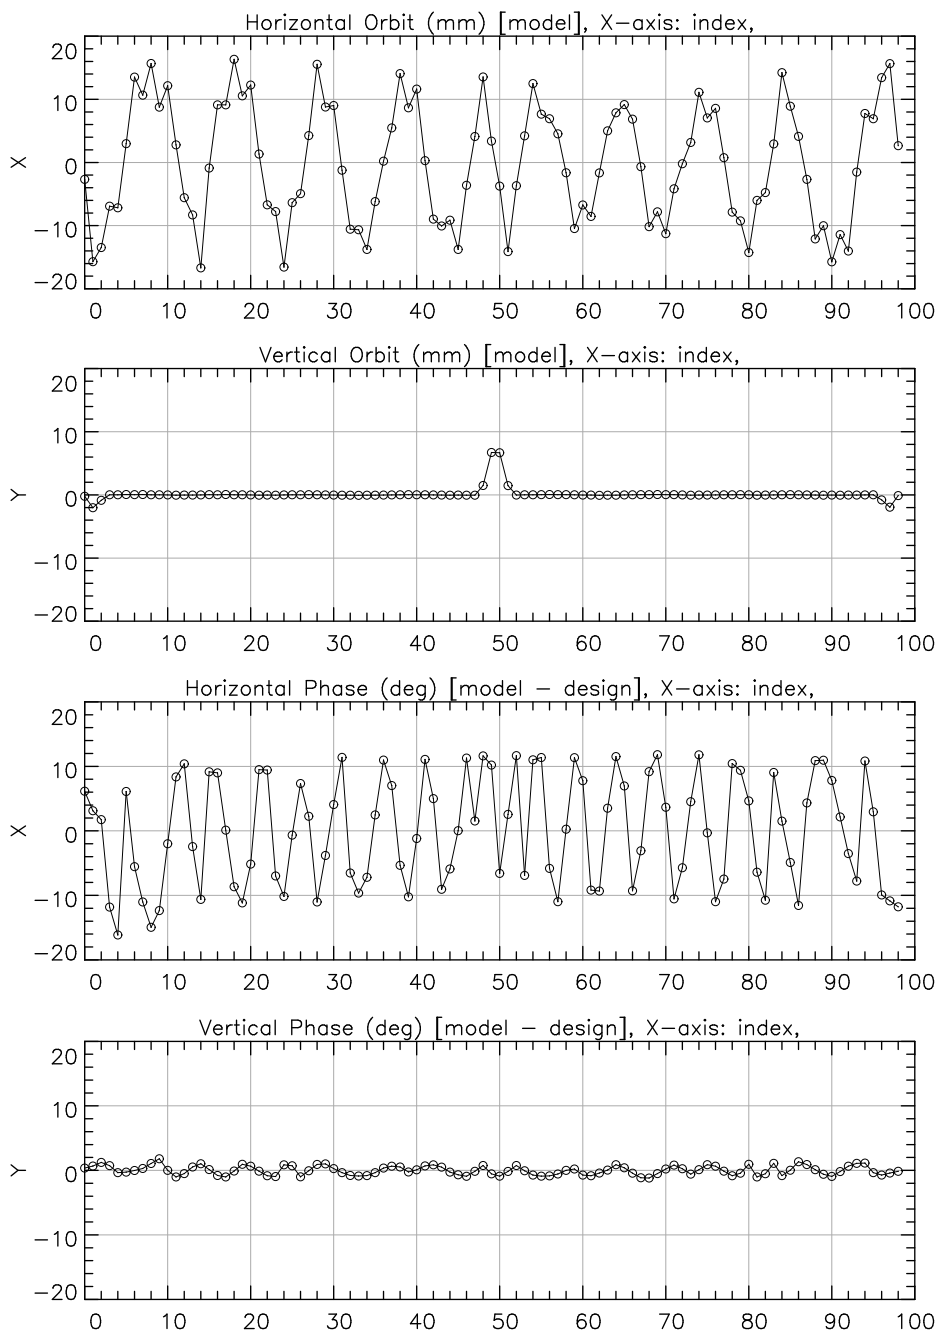 Horizontal Orbit (mm) [model], X-axis: index,
20
10
X
0
-10
-20
0 10 20 30 40 50 60 70 80 90 100
Vertical Orbit (mm) [model], X-axis: index,
20
10
Y
0
-10
-20
0 10 20 30 40 50 60 70 80 90 100
Horizontal Phase (deg) [model - design], X-axis: index,
20
10
X
0
-10
-20
0 10 20 30 40 50 60 70 80 90 100
Vertical Phase (deg) [model - design], X-axis: index,
20
10
Y
0
-10
-20
0 10 20 30 40 50 60 70 80 90 100